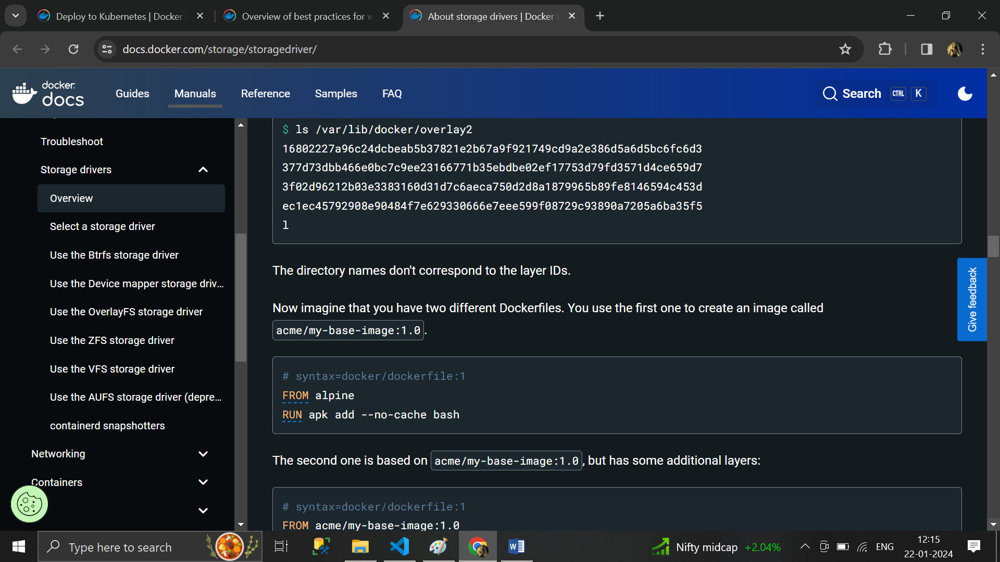 Deploy to Kubernetes | Docker
Overview of best practices for w
About storage drivers | Docker
docs.docker.com/storage/storagedriver/
docker
docs
Guides
Manuals
Reference
Samples
FAQ
Search CTRL K
Troubleshoot
Storage drivers
Overview
Select a storage driver
Use the Btrfs storage driver
Use the Device mapper storage driv...
Use the OverlayFS storage driver
Use the ZFS storage driver
Use the VFS storage driver
Use the AUFS storage driver (depre...
containerd snapshotters
Networking
Containers
$ ls /var/lib/docker/overlay2
16802227a96c24dcbeab5b37821e2b67a9f921749cd9a2e386d5a6d5bc6fc6d3
377d73dbb466e0bc7c9ee23166771b35ebdbe02ef17753d79fd3571d4ce659d7
3f02d96212b03e3383160d31d7c6aeca750d2d8a1879965b89fe8146594c453d
ec1ec45792908e90484f7e629330666e7eee599f08729c93890a7205a6ba35f5
l
The directory names don't correspond to the layer IDs.
Now imagine that you have two different Dockerfiles. You use the first one to create an image called
acme/my-base-image:1.0.
# syntax=docker/dockerfile:1
FROM alpine
RUN apk add --no-cache bash
The second one is based on acme/my-base-image:1.0, but has some additional layers:
# syntax=docker/dockerfile:1
FROM acme/my-base-image:1.0
Give feedback
Type here to search
Nifty midcap +2.04%
ENG
12:15
22-01-2024